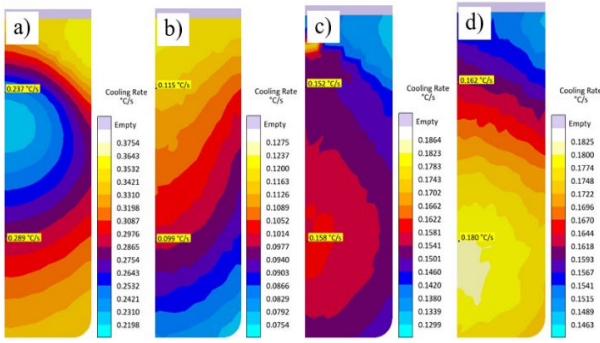 a)
0.237 °C/s
0.289 °C/s
Cooling Rate
°C/s
Empty
0.3754
0.3643
0.3532
0.3421
0.3310
0.3198
0.3087
0.2976
0.2865
0.2754
0.2643
0.2532
0.2421
0.2310
0.2198
b)
0.115 °C/s
0.099 °C/s
Cooling Rate
°C/s
Empty
0.1275
0.1237
0.1200
0.1163
0.1126
0.1089
0.1052
0.1014
0.0977
0.0940
0.0903
0.0866
0.0829
0.0792
0.0754
c)
0.152 °C/s
0.158 °C/s
Cooling Rate
°C/s
Empty
0.1864
0.1823
0.1783
0.1743
0.1702
0.1662
0.1622
0.1581
0.1541
0.1501
0.1460
0.1420
0.1380
0.1339
0.1299
d)
0.162 °C/s
0.180 °C/s
Cooling Rate
°C/s
Empty
0.1825
0.1800
0.1774
0.1748
0.1722
0.1696
0.1670
0.1644
0.1618
0.1593
0.1567
0.1541
0.1515
0.1489
0.1463